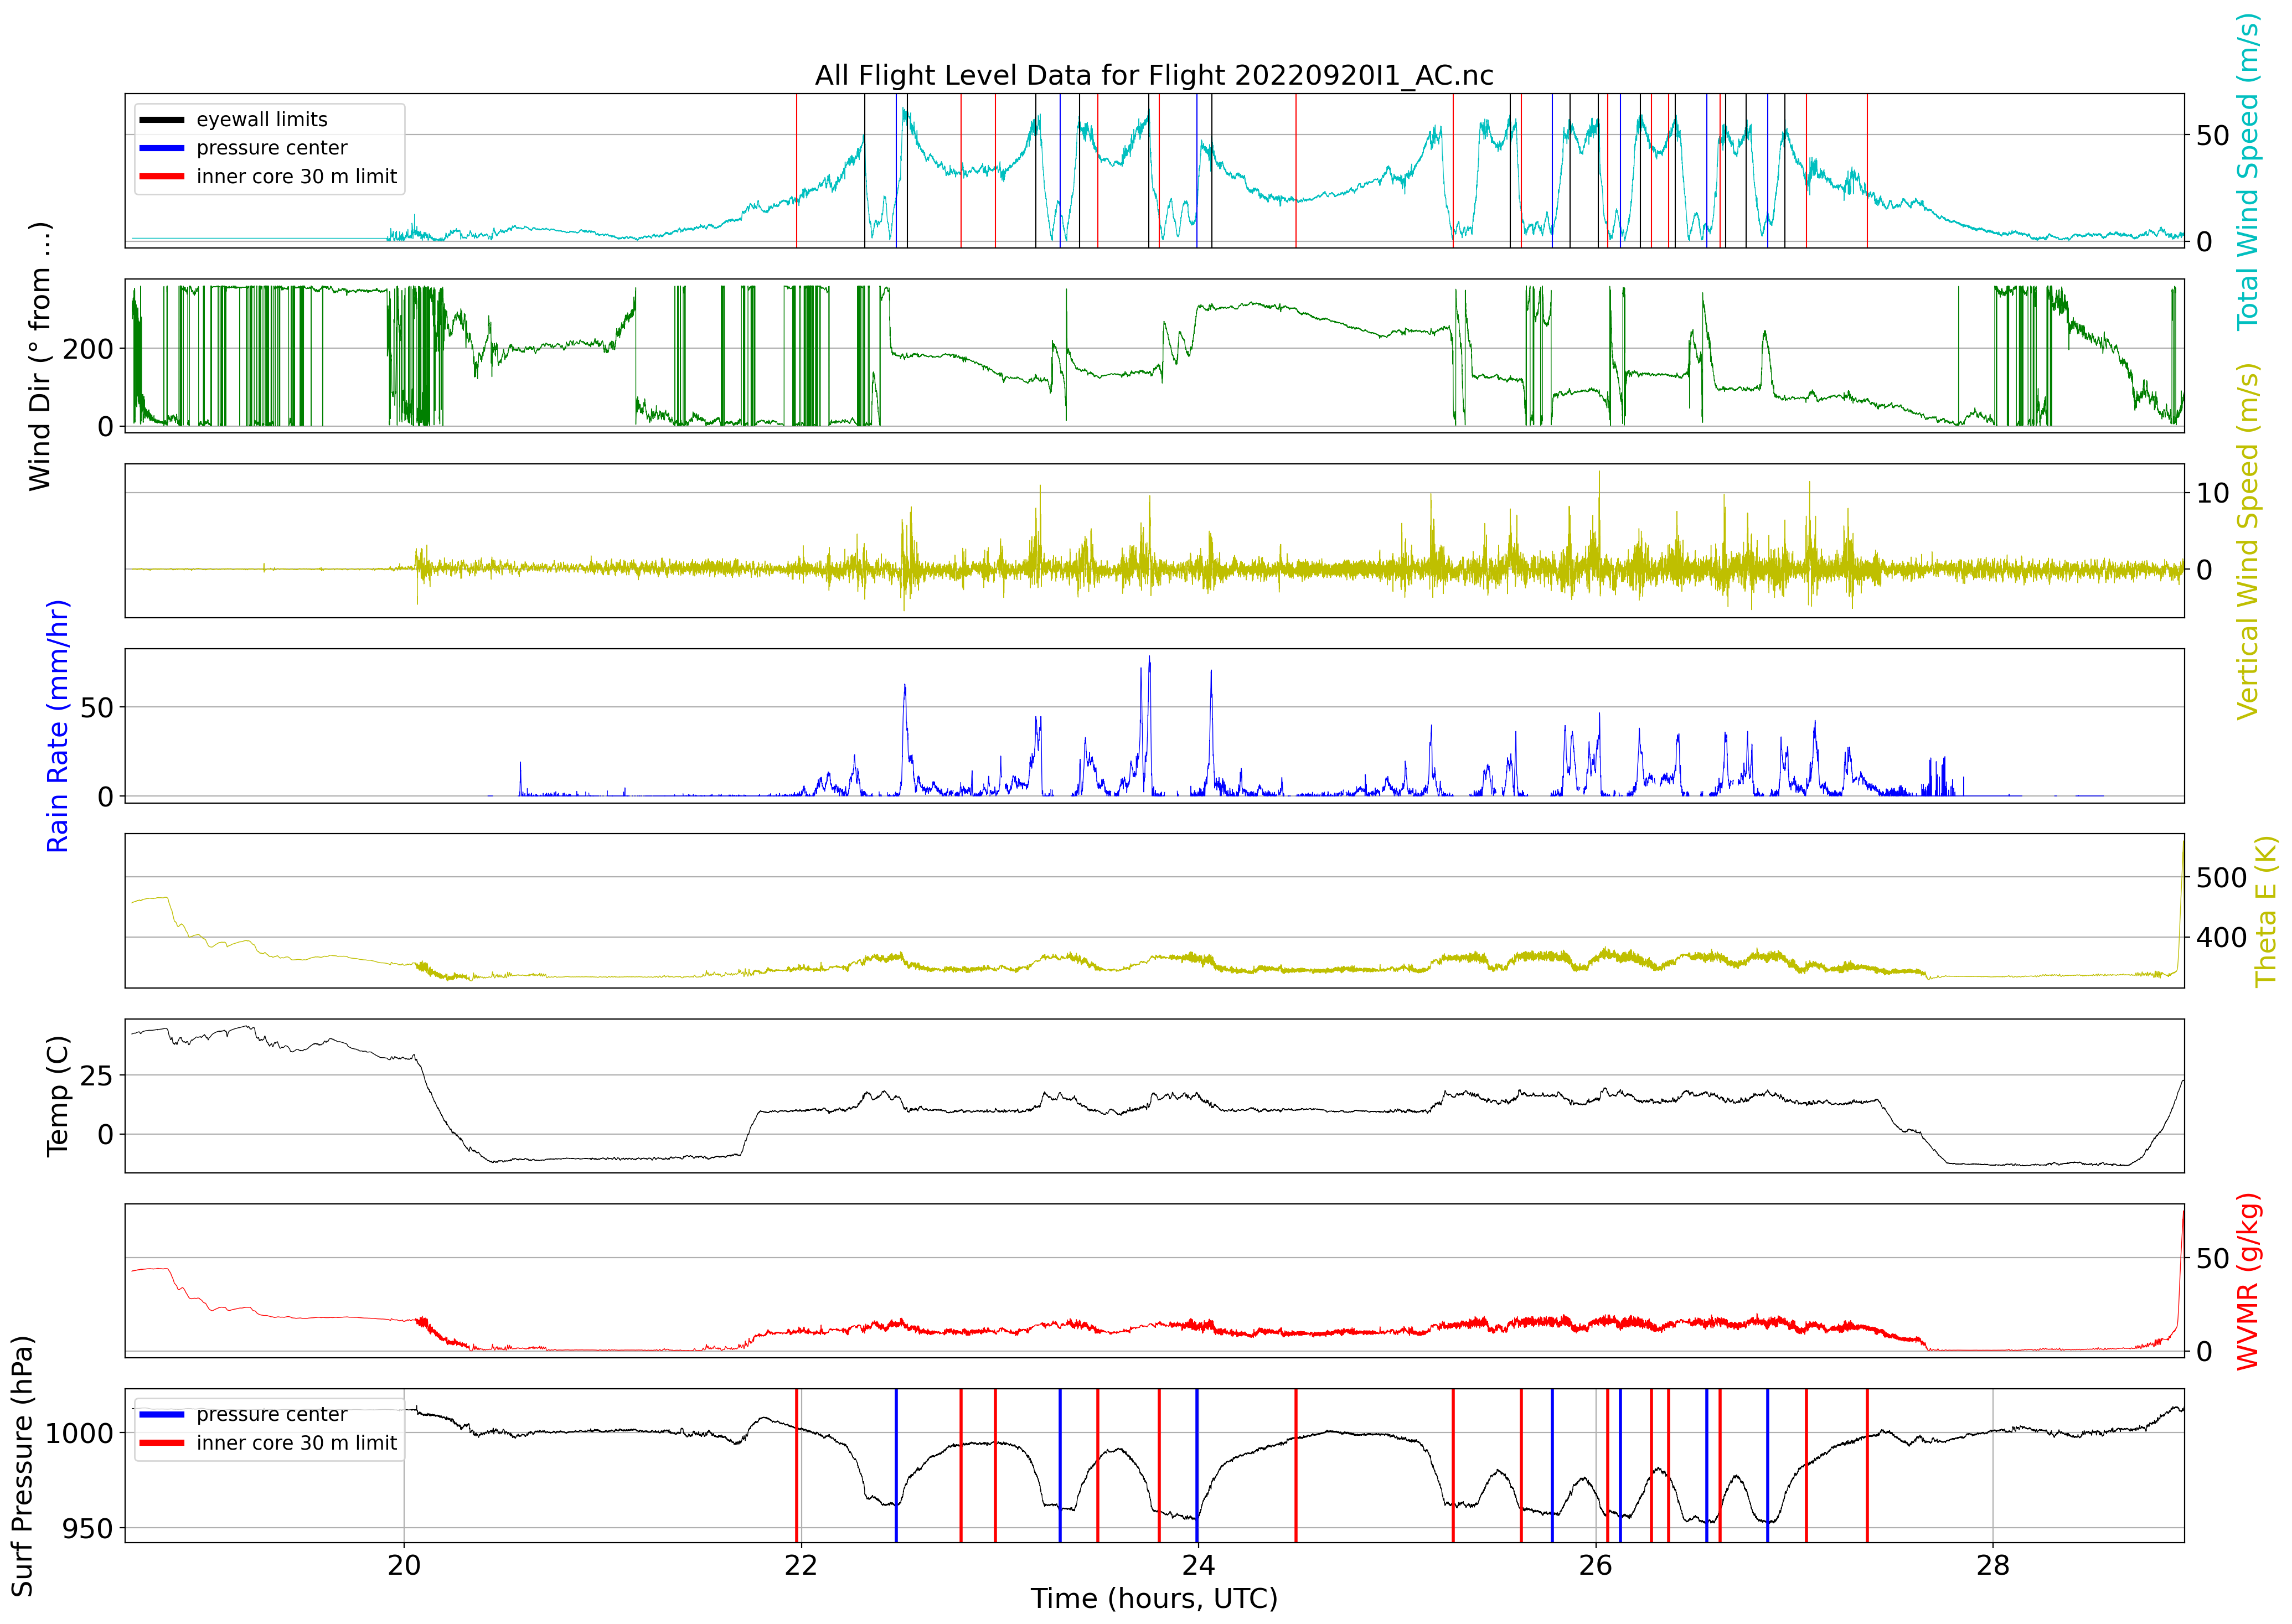 All Flight Level Data for Flight 20220920I1_AC.nc
eyewall limits
pressure center
inner core 30 m limit
50
0
Total Wind Speed (m/s)
Wind Dir (° from ...)
200
0
10
0
Vertical Wind Speed (m/s)
Rain Rate (mm/hr)
50
0
500
400
Theta E (K)
Temp (C)
25
0
50
0
WVMR (g/kg)
Surf Pressure (hPa)
1000
950
pressure center
inner core 30 m limit
20 22 24 26 28
Time (hours, UTC)